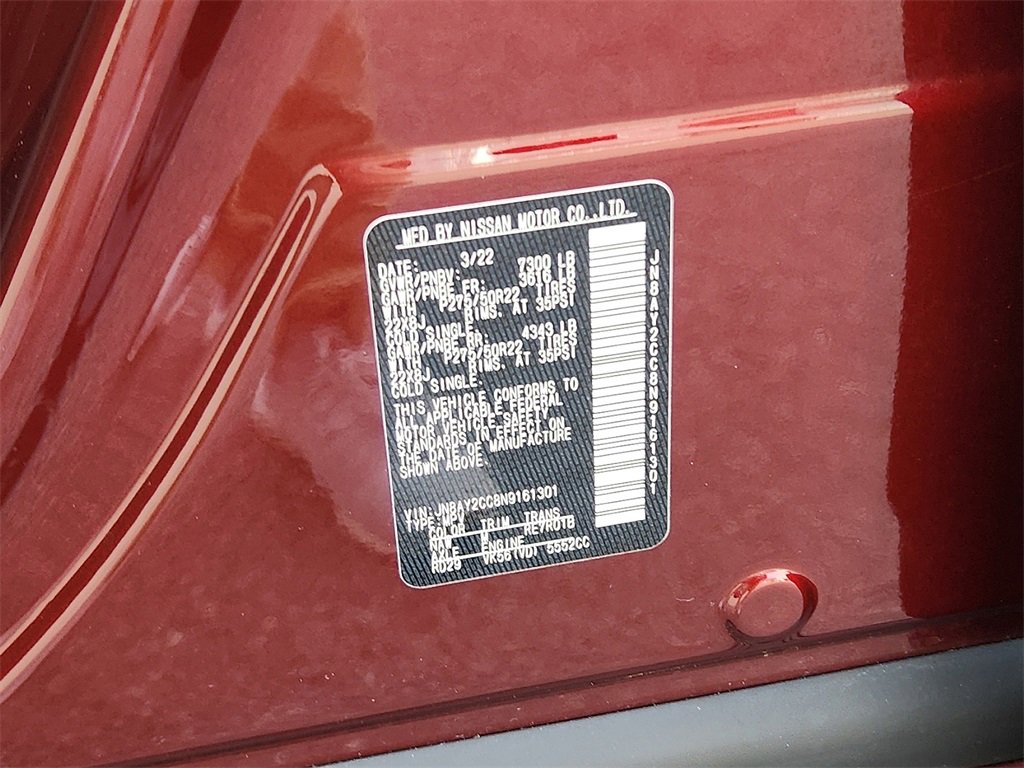 MFD BY NISSAN MOTOR CO.,LTD.
DATE: 3/22
GVWR/PNBV: 7300 LB
GAWR/PNBE FR: 3616 LB
WITH P275/50R22 TIRES
22X8J RIMS. AT 35PSI
COLD SINGLE.
GAWR/PNBE RR: 4343 LB
WITH P275/50R22 TIRES
22X8J RIMS. AT 35PSI
COLD SINGLE.
THIS VEHICLE CONFORMS TO
ALL APPLICABLE FEDERAL
MOTOR VEHICLE SAFETY
STANDARDS IN EFFECT ON
THE DATE OF MANUFACTURE
SHOWN ABOVE.
VIN: JN8AY2CC8N9161301
TYPE:MPV
COLOR TRIM TRANS
NAW M RE7R01B
AXLE ENGINE
RD29 VK56(VD) 5552CC
JN8AY2CC8N9161301